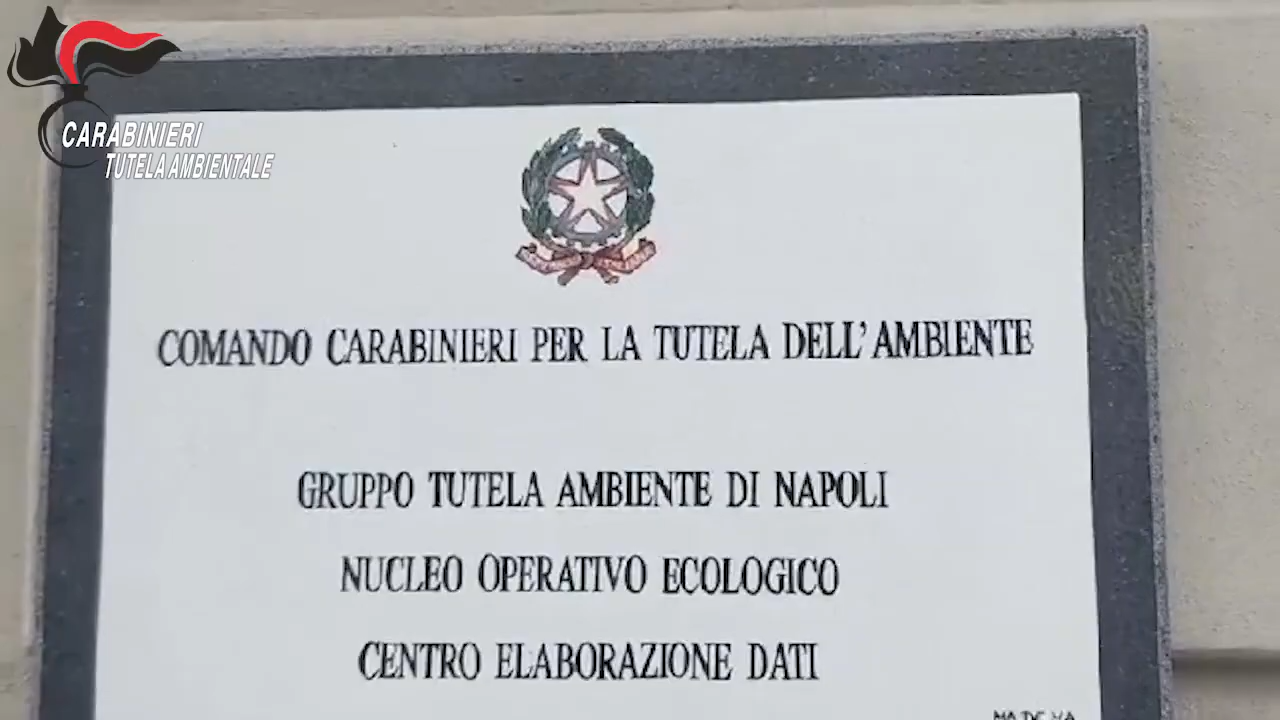 CARABINIERI
TUTELA AMBIENTALE
COMANDO CARABINIERI PER LA TUTELA DELL'AMBIENTE
GRUPPO TUTELA AMBIENTE DI NAPOLI
NUCLEO OPERATIVO ECOLOGICO
CENTRO ELABORAZIONE DATI